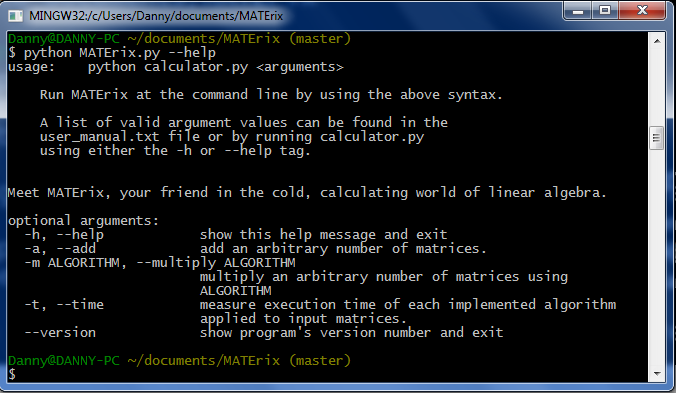 MINGW32:/c/Users/Danny/documents/MATErix
Danny@DANNY-PC ~/documents/MATErix (master)
$ python MATErix.py --help
usage:    python calculator.py <arguments>
Run MATErix at the command line by using the above syntax.
A list of valid argument values can be found in the
user_manual.txt file or by running calculator.py
using either the -h or --help tag.
Meet MATErix, your friend in the cold, calculating world of linear algebra.
optional arguments:
-h, --help            show this help message and exit
-a, --add             add an arbitrary number of matrices.
-m ALGORITHM, --multiply ALGORITHM
multiply an arbitrary number of matrices using
ALGORITHM
-t, --time            measure execution time of each implemented algorithm
applied to input matrices.
--version             show program's version number and exit
Danny@DANNY-PC ~/documents/MATErix (master)
$